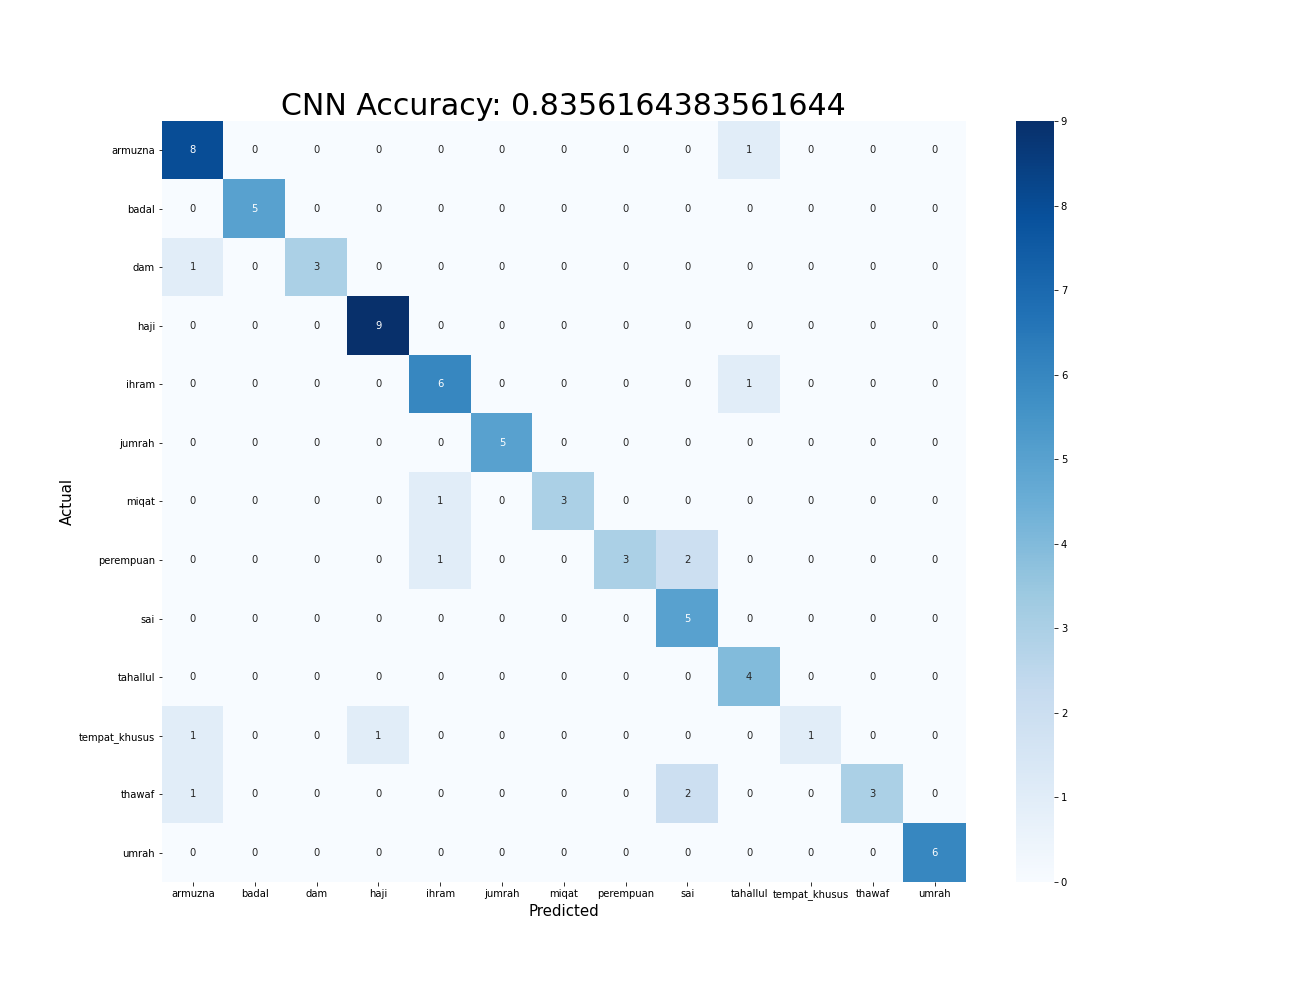 CNN Accuracy: 0.8356164383561644
armuzna 8 0 0 0 0 0 0 0 0 1 0 0 0
badal 0 5 0 0 0 0 0 0 0 0 0 0 0
dam 1 0 3 0 0 0 0 0 0 0 0 0 0
haji 0 0 0 9 0 0 0 0 0 0 0 0 0
ihram 0 0 0 0 6 0 0 0 0 1 0 0 0
jumrah 0 0 0 0 0 5 0 0 0 0 0 0 0
miqat 0 0 0 0 1 0 3 0 0 0 0 0 0
perempuan 0 0 0 0 1 0 0 3 2 0 0 0 0
sai 0 0 0 0 0 0 0 0 5 0 0 0 0
tahallul 0 0 0 0 0 0 0 0 0 4 0 0 0
tempat_khusus 1 0 0 1 0 0 0 0 0 0 1 0 0
thawaf 1 0 0 0 0 0 0 0 2 0 0 3 0
umrah 0 0 0 0 0 0 0 0 0 0 0 0 6
armuzna badal dam haji ihram jumrah miqat perempuan sai tahallul tempat_khusus thawaf umrah
Predicted
Actual
9
8
7
6
5
4
3
2
1
0